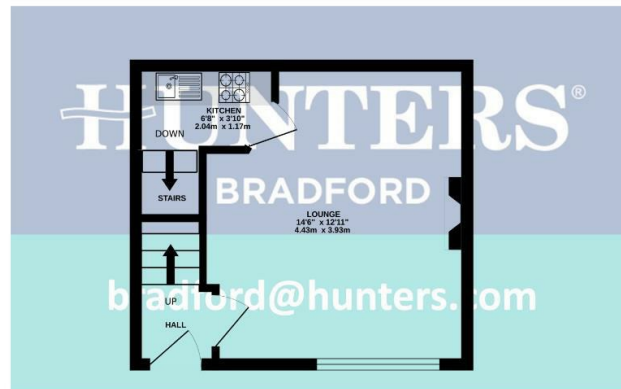 HUNTERS®
BRADFORD
bradford@hunters.com
KITCHEN
6'8" x 3'10"
2.04m x 1.17m
DOWN
STAIRS
LOUNGE
14'6" x 12'11"
4.43m x 3.93m
UP
HALL